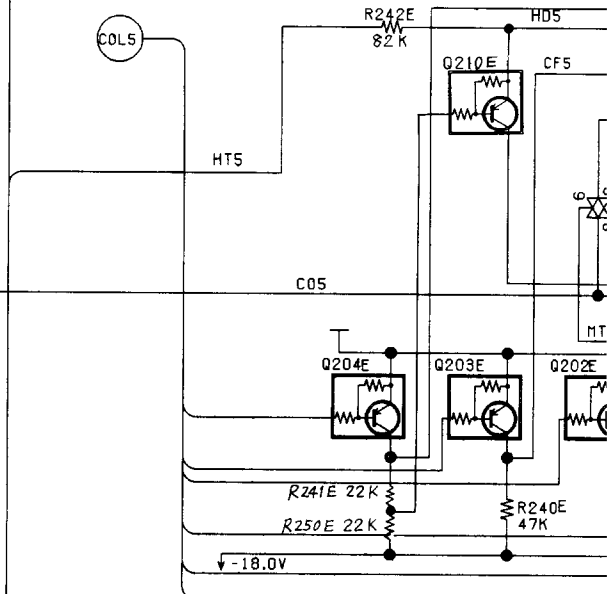 R242E
82K
HD5
COL5
Q210E
CF5
HT5
6
C05
MT
Q204E
Q203E
Q202E
R241E 22K
R250E 22K
R240E
47K
-18.0V